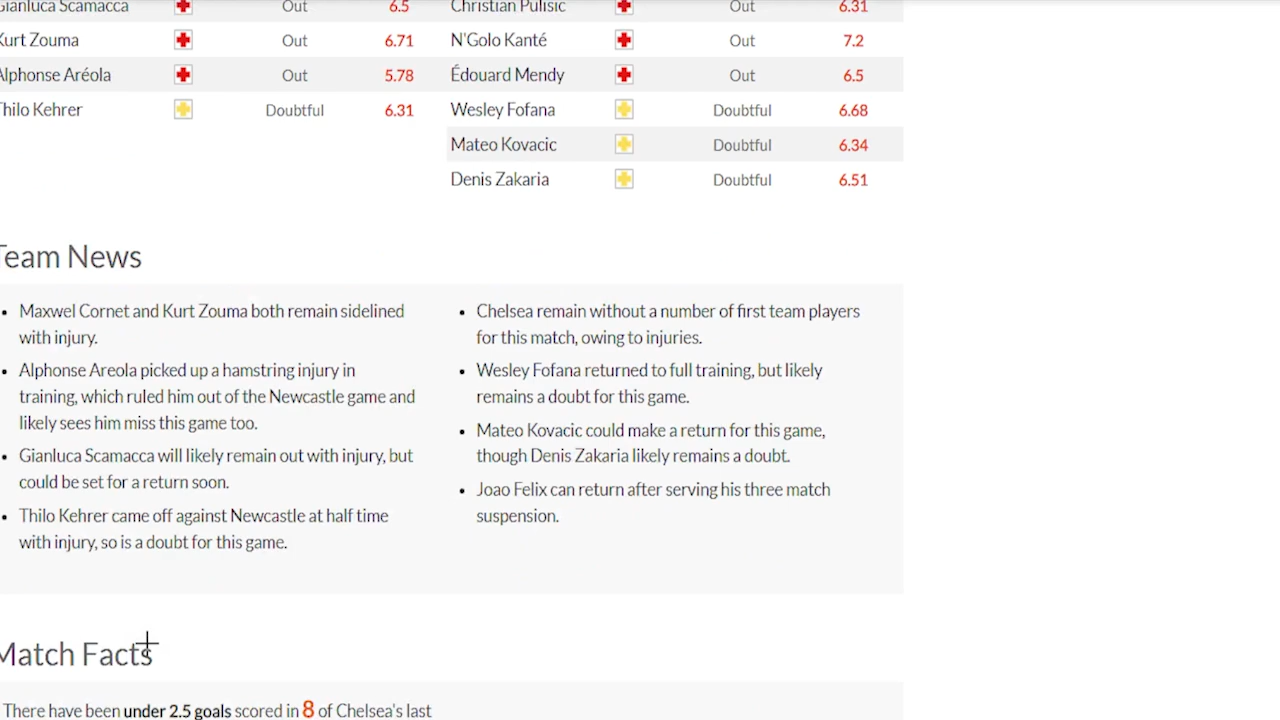 Gianluca Scamacca Out 6.5 Christian Pulisic Out 6.31
Kurt Zouma Out 6.71 N'Golo Kanté Out 7.2
Alphonse Aréola Out 5.78 Édouard Mendy Out 6.5
Thilo Kehrer Doubtful 6.31 Wesley Fofana Doubtful 6.68
Mateo Kovacic Doubtful 6.34
Denis Zakaria Doubtful 6.51
Team News
• Maxwel Cornet and Kurt Zouma both remain sidelined
with injury.
• Alphonse Areola picked up a hamstring injury in
training, which ruled him out of the Newcastle game and
likely sees him miss this game too.
• Gianluca Scamacca will likely remain out with injury, but
could be set for a return soon.
• Thilo Kehrer came off against Newcastle at half time
with injury, so is a doubt for this game.
• Chelsea remain without a number of first team players
for this match, owing to injuries.
• Wesley Fofana returned to full training, but likely
remains a doubt for this game.
• Mateo Kovacic could make a return for this game,
though Denis Zakaria likely remains a doubt.
• Joao Felix can return after serving his three match
suspension.
Match Facts
There have been under 2.5 goals scored in 8 of Chelsea's last